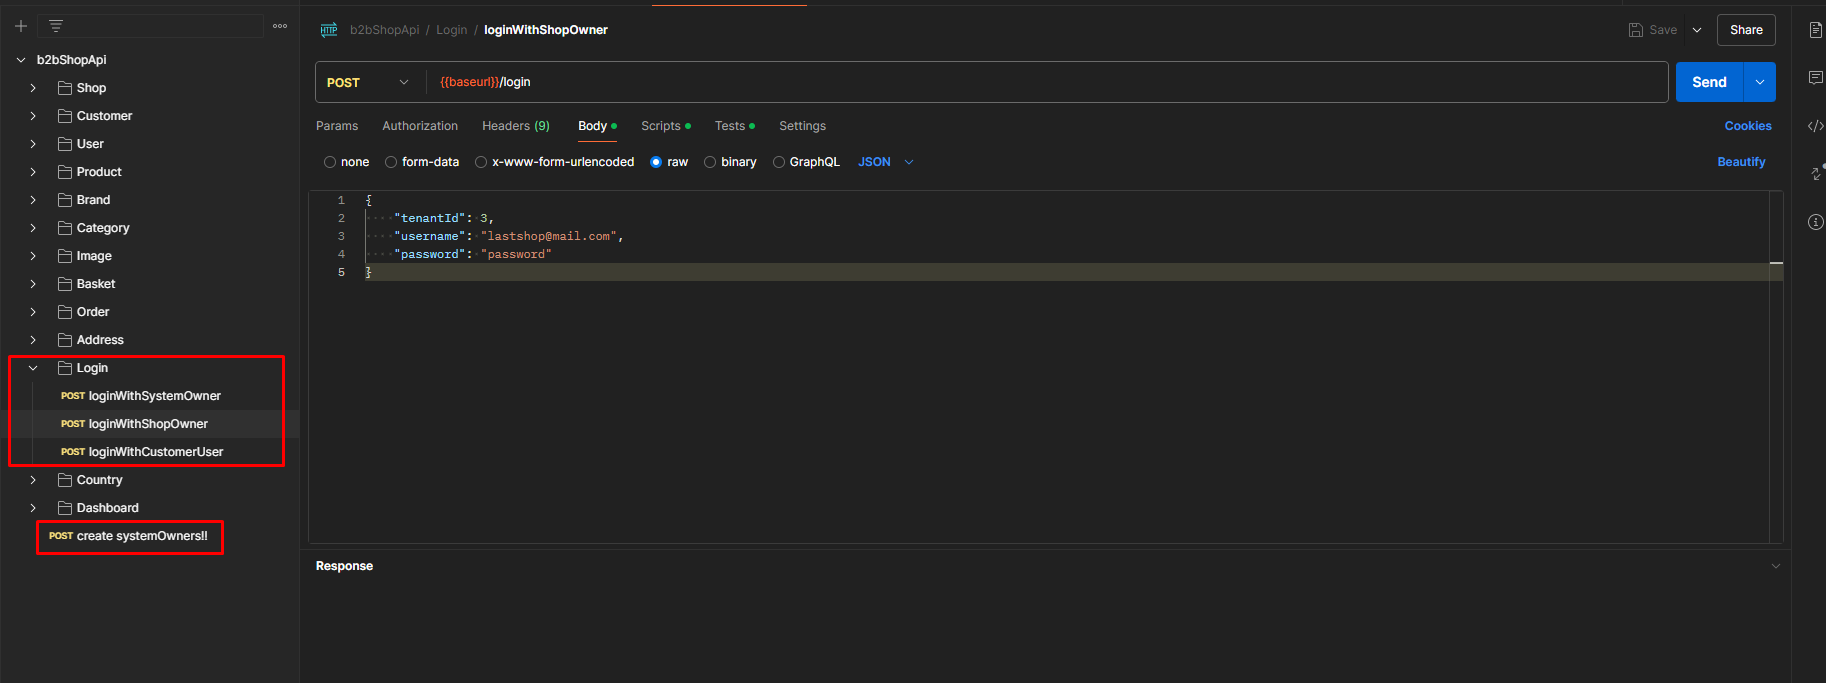 b2bShopApi / Login / loginWithShopOwner
Save
Share
b2bShopApi
Shop
Customer
User
Product
Brand
Category
Image
Basket
Order
Address
Login
POST loginWithSystemOwner
POST loginWithShopOwner
POST loginWithCustomerUser
Country
Dashboard
POST create systemOwners!!
HTTP
POST {{baseurl}}/login
Send
Params Authorization Headers (9) Body Scripts Tests Settings Cookies
none form-data x-www-form-urlencoded raw binary GraphQL JSON Beautify
1 {
2 "tenantId": 3,
3 "username": "lastshop@mail.com",
4 "password": "password"
5 }
Response